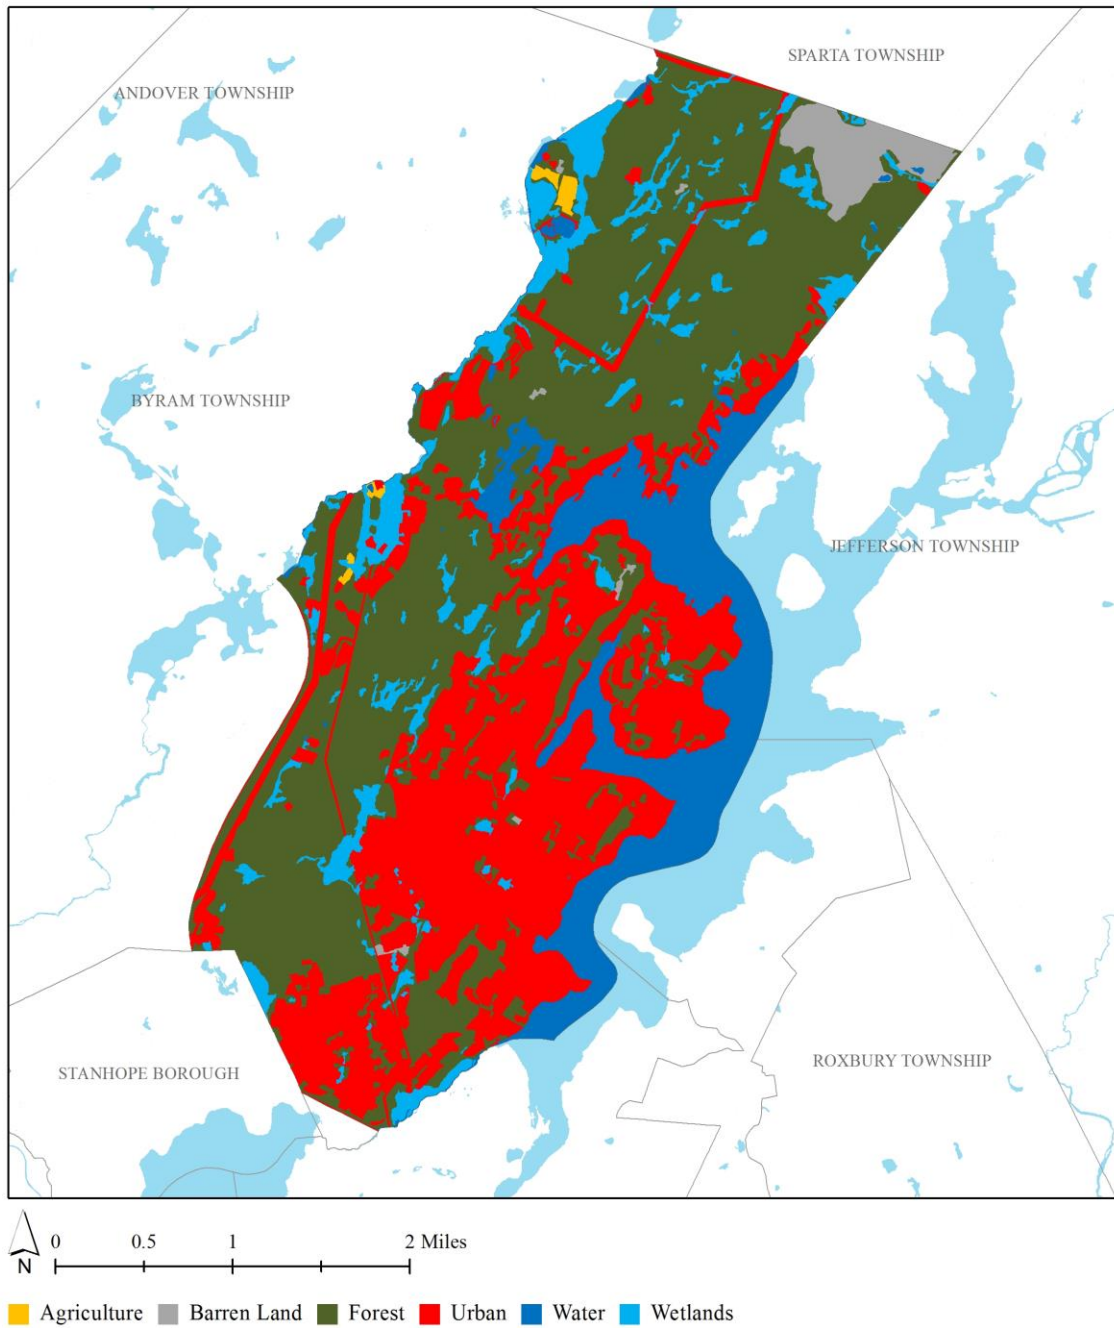 SPARTA TOWNSHIP
ANDOVER TOWNSHIP
BYRAM TOWNSHIP
JEFFERSON TOWNSHIP
ROXBURY TOWNSHIP
STANHOPE BOROUGH
N 0 0.5 1 2 Miles
Agriculture Barren Land Forest Urban Water Wetlands